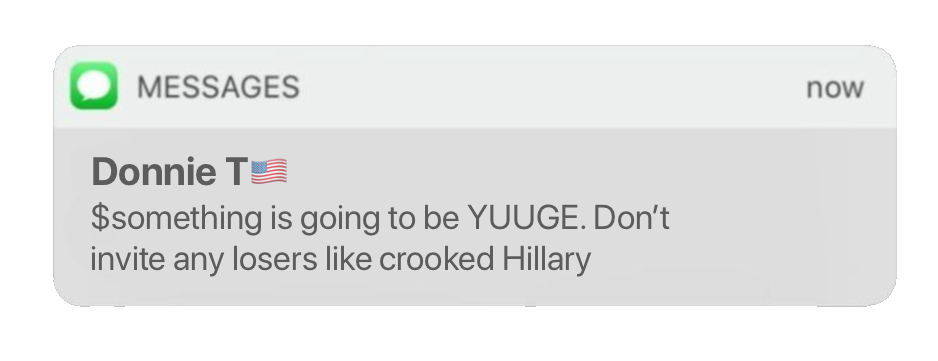 MESSAGES now
Donnie T🇺🇸
$something is going to be YUUGE. Don’t
invite any losers like crooked Hillary